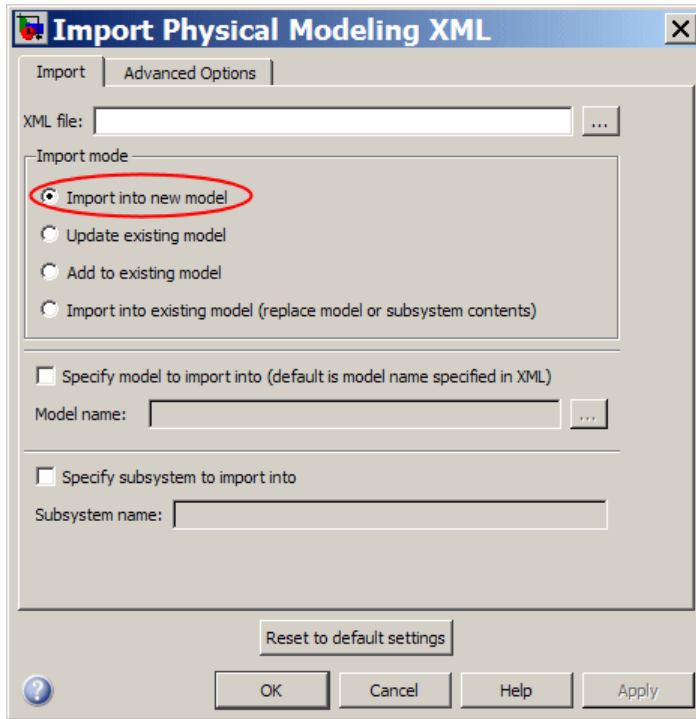 Import Physical Modeling XML
Import
Advanced Options
XML file:
...
Import mode
Import into new model
Update existing model
Add to existing model
Import into existing model (replace model or subsystem contents)
Specify model to import into (default is model name specified in XML)
Model name:
...
Specify subsystem to import into
Subsystem name:
Reset to default settings
?
OK
Cancel
Help
Apply